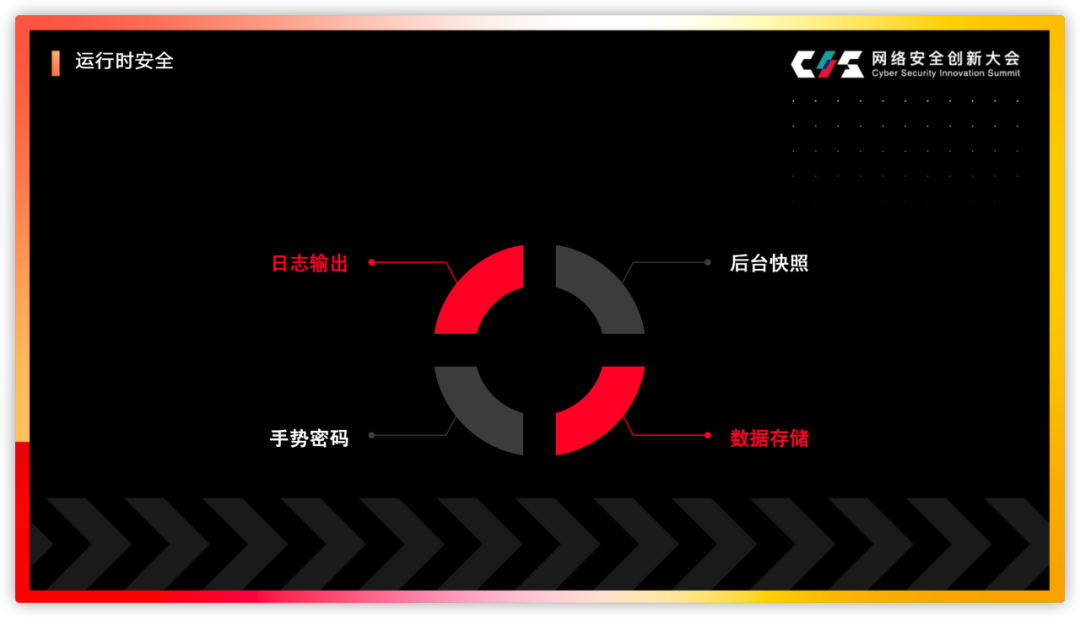 运行时安全
网络安全创新大会
Cyber Security Innovation Summit
日志输出
后台快照
手势密码
数据存储